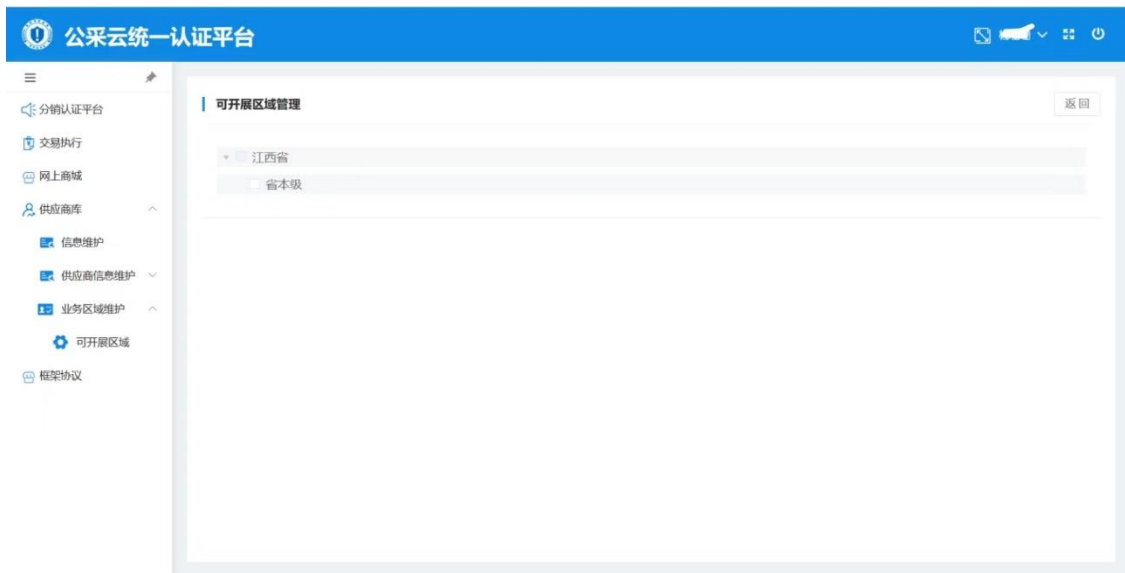 公采云统一认证平台
分销认证平台
交易执行
网上商城
供应商库
信息维护
供应商信息维护
业务区域维护
可开展区域
框架协议
可开展区域管理
返回
江西省
省本级